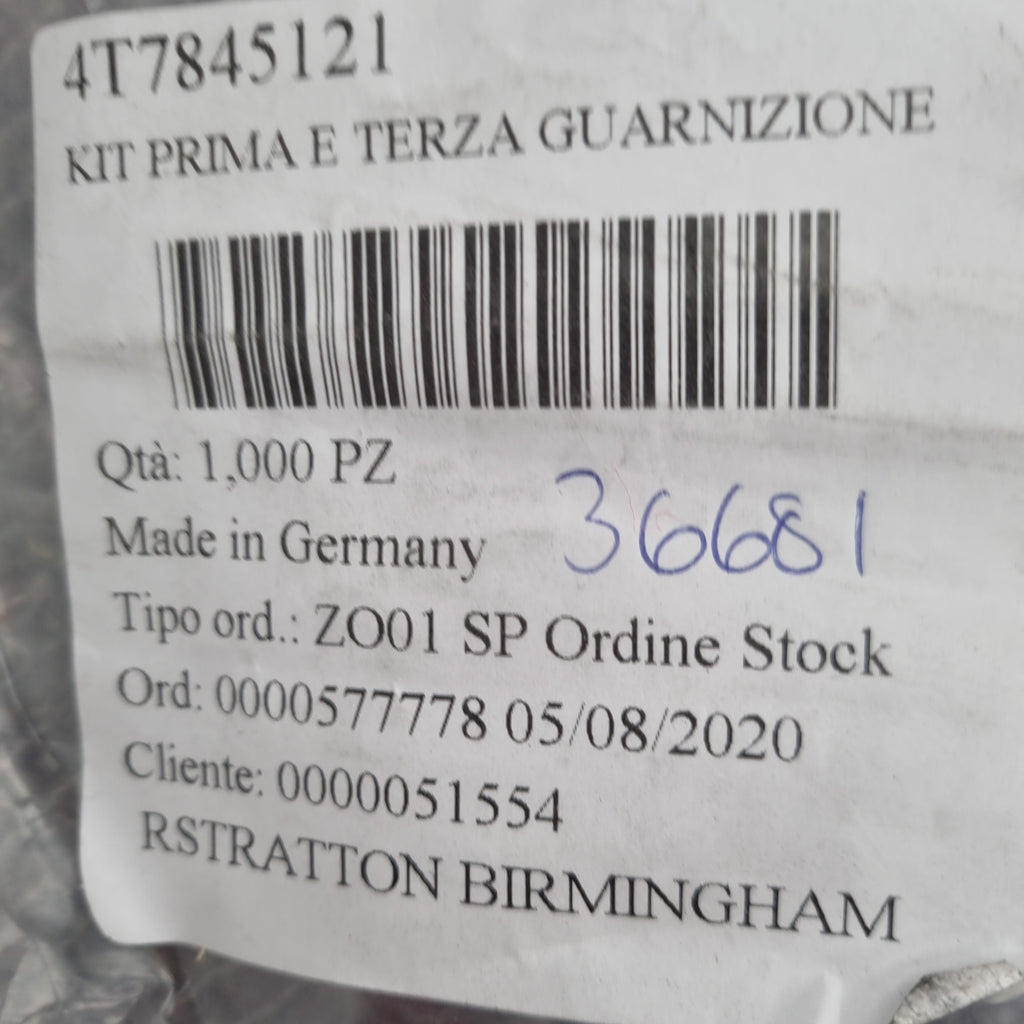 4T7845121
KIT PRIMA E TERZA GUARNIZIONE
Qtà: 1,000 PZ
Made in Germany
36681
Tipo ord.: ZO01 SP Ordine Stock
Ord: 0000577778 05/08/2020
Cliente: 0000051554
RSTRATTON BIRMINGHAM